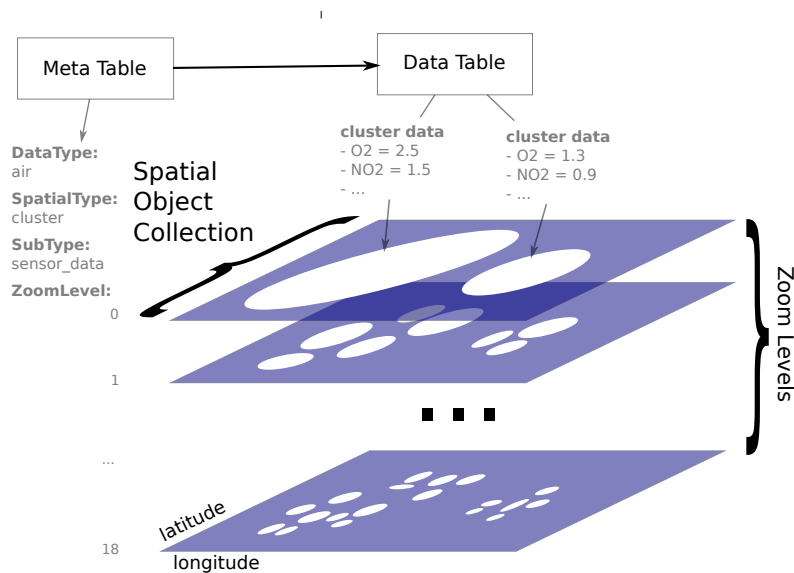 Meta Table
Data Table
cluster data
- O2 = 2.5
- NO2 = 1.5
- ...
cluster data
- O2 = 1.3
- NO2 = 0.9
- ...
DataType:
air
SpatialType:
cluster
SubType:
sensor_data
ZoomLevel:
0
1
...
18
Spatial
Object
Collection
Zoom Levels
latitude
longitude